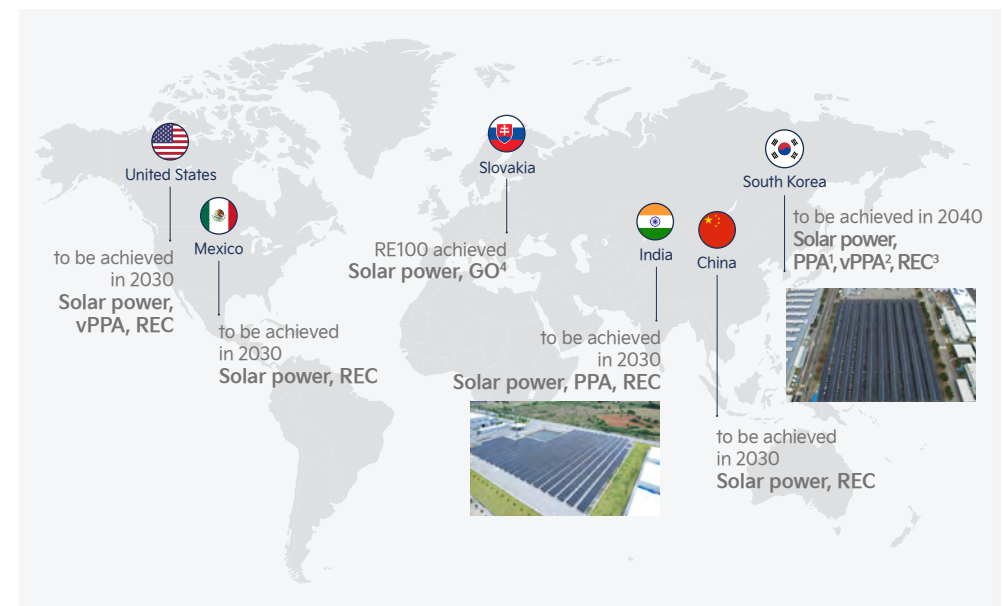 United States
to be achieved
in 2030
Solar power,
vPPA, REC
Mexico
to be achieved
in 2030
Solar power, REC
Slovakia
RE100 achieved
Solar power, GO⁴
India
to be achieved
in 2030
Solar power, PPA, REC
China
to be achieved
in 2030
Solar power, REC
South Korea
to be achieved in 2040
Solar power,
PPA¹, vPPA², REC³